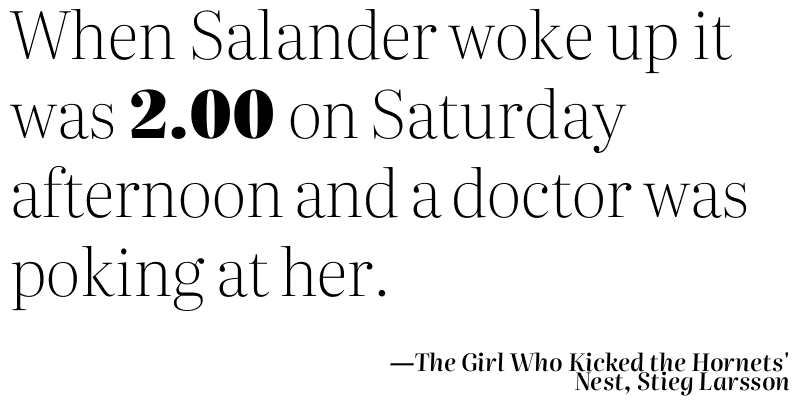 When Salander woke up it
was 2.00 on Saturday
afternoon and a doctor was
poking at her.
—The Girl Who Kicked the Hornets'
Nest, Stieg Larsson